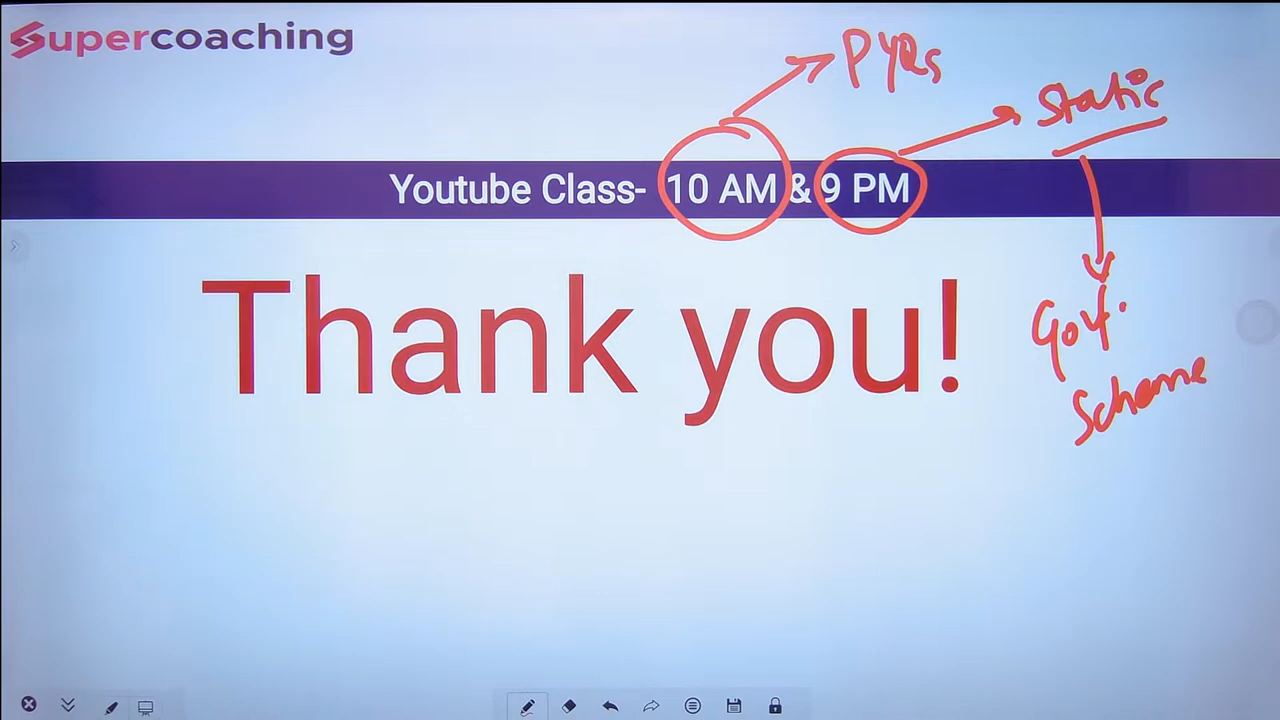 Supercoaching
PYQs
Static
Youtube Class- 10 AM & 9 PM
Thank you!
Govt.
Scheme